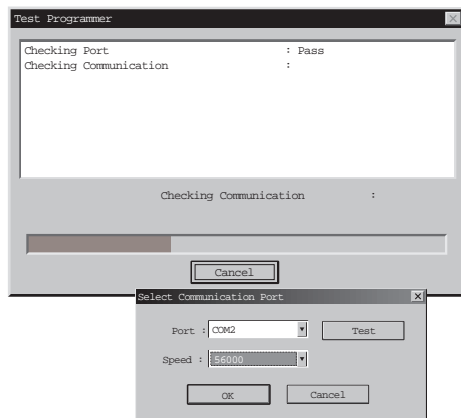 Test Programmer
Checking Port : Pass
Checking Communication :
Checking Communication :
Cancel
Select Communication Port
Port : COM2 Test
Speed : 56000
OK Cancel